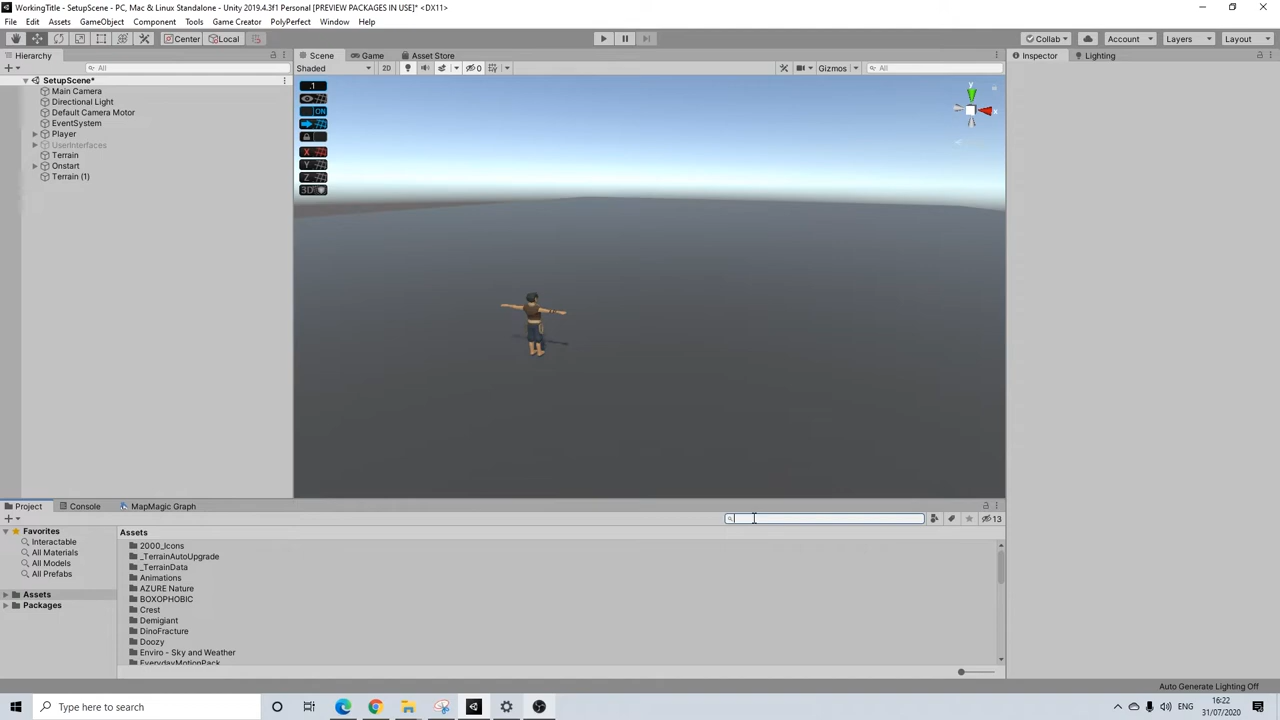 WorkingTitle - SetupScene - PC, Mac & Linux Standalone - Unity 2019.4.3f1 Personal [PREVIEW PACKAGES IN USE]* <DX11>
File Edit Assets GameObject Component Tools Game Creator PolyPerfect Window Help
Center Local Collab Account Layers Layout
Hierarchy Scene Game Asset Store Inspector Lighting
All Shaded 2D 0 Gizmos All
SetupScene*
Main Camera
Directional Light
Default Camera Motor
EventSystem
Player
UserInterfaces
Terrain
Onstart
Terrain (1)
.1
ON
X
Y
Z
3D
y
x
Project Console MapMagic Graph
13
Favorites
Interactable
All Materials
All Models
All Prefabs
Assets
Packages
Assets
2000_Icons
_TerrainAutoUpgrade
_TerrainData
Animations
AZURE Nature
BOXOPHOBIC
Crest
Demigiant
DinoFracture
Doozy
Enviro - Sky and Weather
EverydayMotionPack
Auto Generate Lighting Off
Type here to search
ENG
16:22
31/07/2020